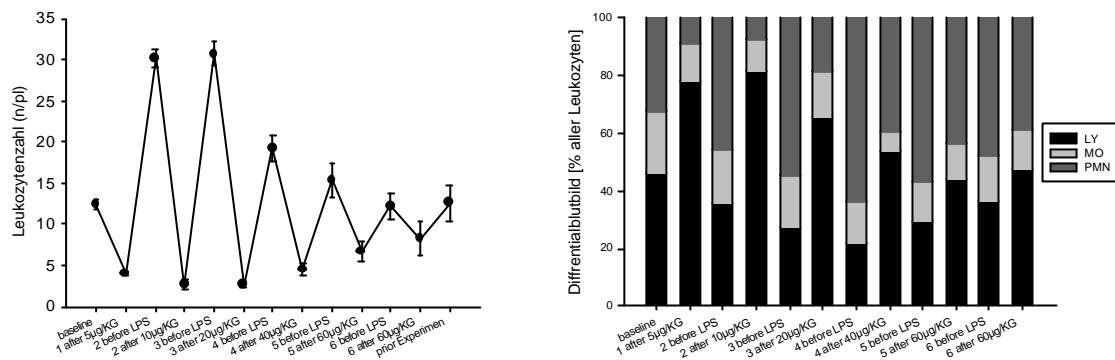 Leukozytenzahl (n/pl)
35
30
25
20
15
10
5
0
baseline
1 after 5µg/KG
2 before LPS
2 after 10µg/KG
3 before LPS
3 after 20µg/KG
4 before LPS
4 after 40µg/KG
5 before LPS
5 after 60µg/KG
6 before LPS
6 after 60µg/KG
prior Experimen
Diffrentialblutbild [% aller Leukozyten]
100
80
60
40
20
0
baseline
1 after 5µg/KG
2 before LPS
2 after 10µg/KG
3 before LPS
3 after 20µg/KG
4 before LPS
4 after 40µg/KG
5 before LPS
5 after 60µg/KG
6 before LPS
6 after 60µg/KG
LY
MO
PMN